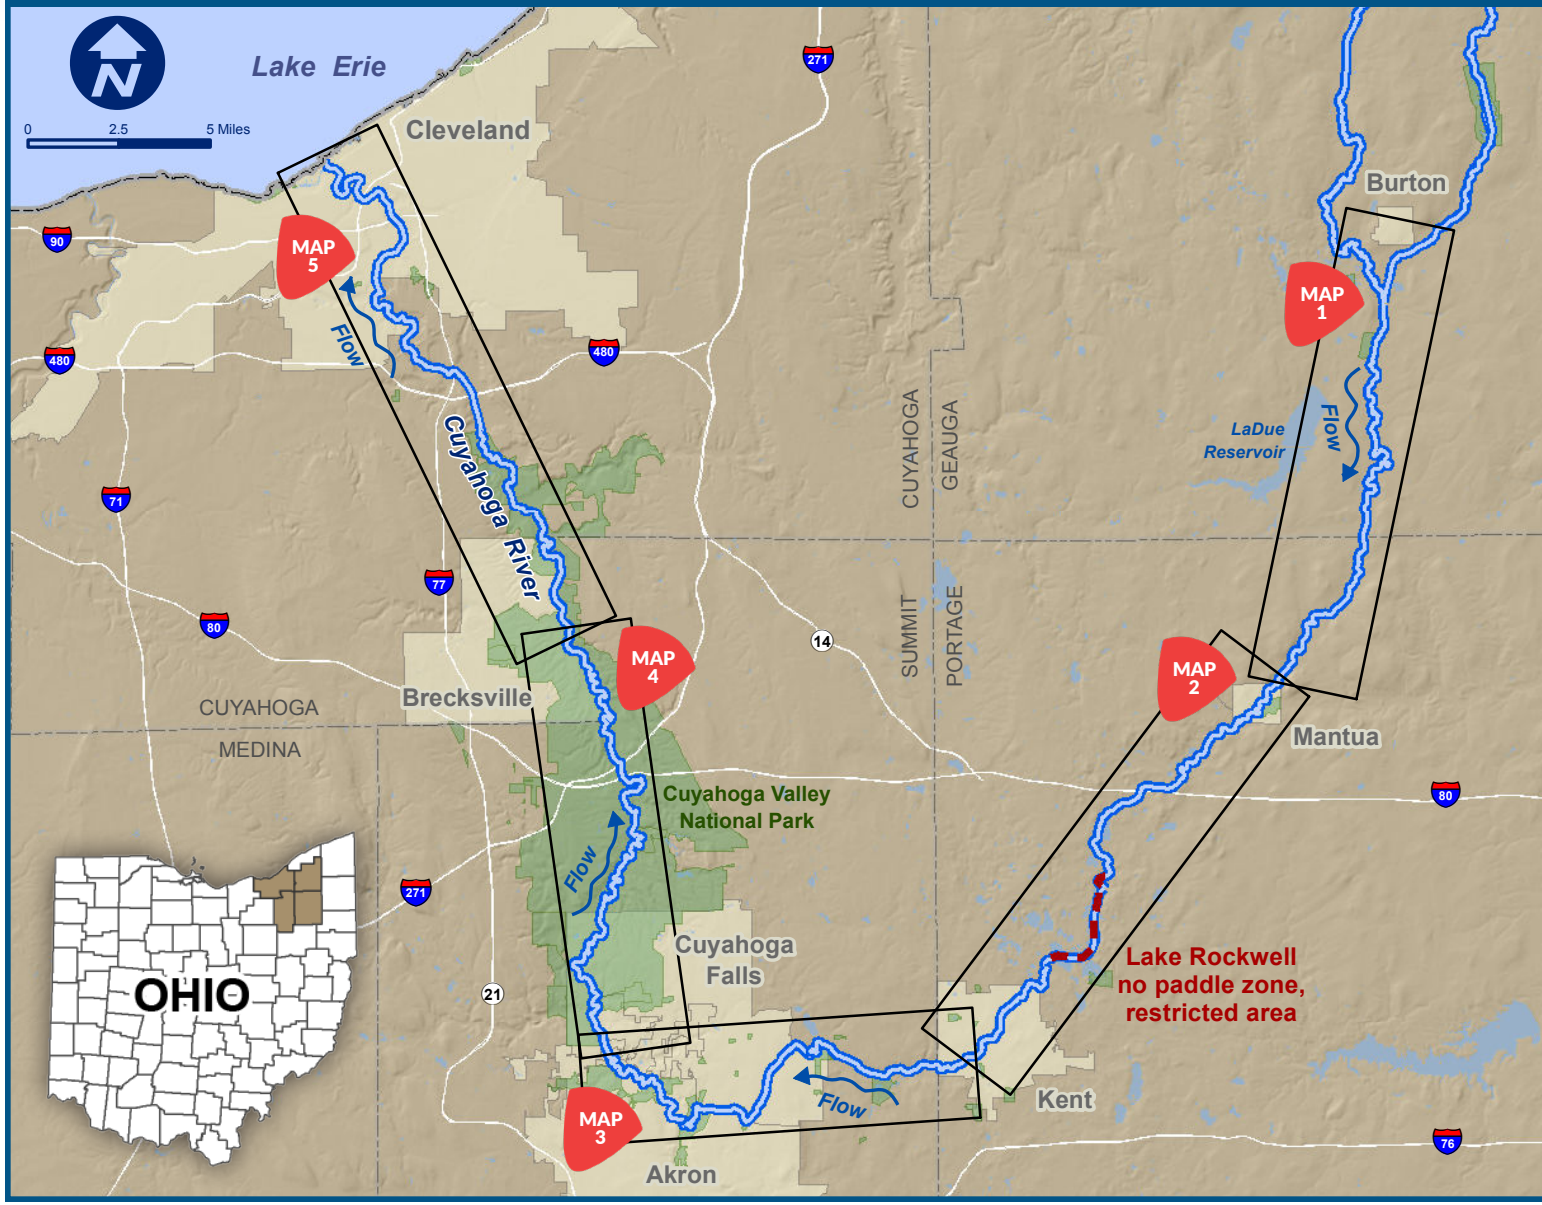 N
0 2.5 5 Miles
Lake Erie
Cleveland
271
Burton
90
MAP
5
MAP
1
Flow
480
480
CUYAHOGA
GEAUGA
LaDue
Reservoir
Flow
Cuyahoga River
71
77
80
14
SUMMIT
PORTAGE
MAP
4
MAP
2
Brecksville
CUYAHOGA
MEDINA
Mantua
80
Cuyahoga Valley
National Park
Flow
271
Cuyahoga
Falls
21
OHIO
Lake Rockwell
no paddle zone,
restricted area
Kent
Flow
MAP
3
76
Akron